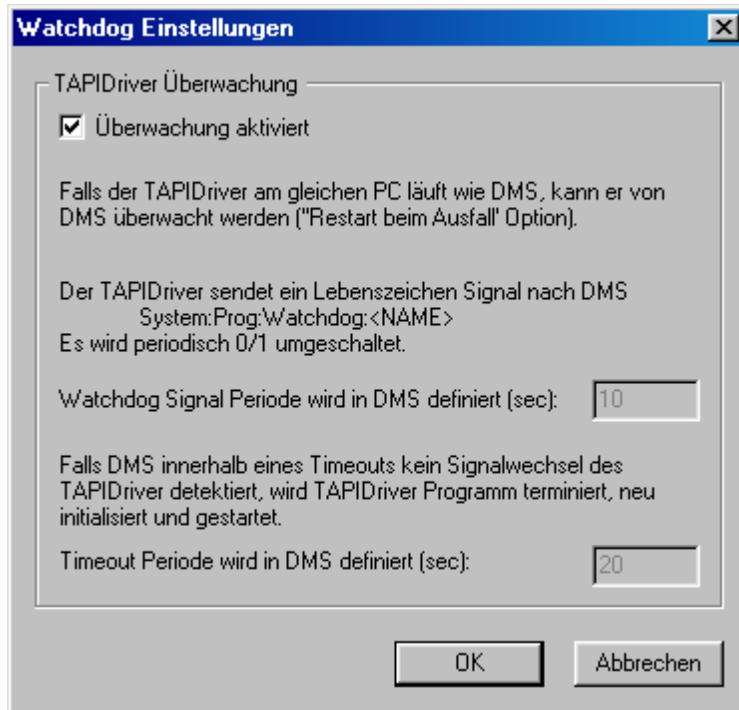 Watchdog Einstellungen
TAPIDriver Überwachung
Überwachung aktiviert
Falls der TAPIDriver am gleichen PC läuft wie DMS, kann er von
DMS überwacht werden ("Restart beim Ausfall' Option).
Der TAPIDriver sendet ein Lebenszeichen Signal nach DMS
System:Prog:Watchdog:<NAME>
Es wird periodisch 0/1 umgeschaltet.
Watchdog Signal Periode wird in DMS definiert (sec): 10
Falls DMS innerhalb eines Timeouts kein Signalwechsel des
TAPIDriver detektiert, wird TAPIDriver Programm terminiert, neu
initialisiert und gestartet.
Timeout Periode wird in DMS definiert (sec): 20
OK Abbrechen